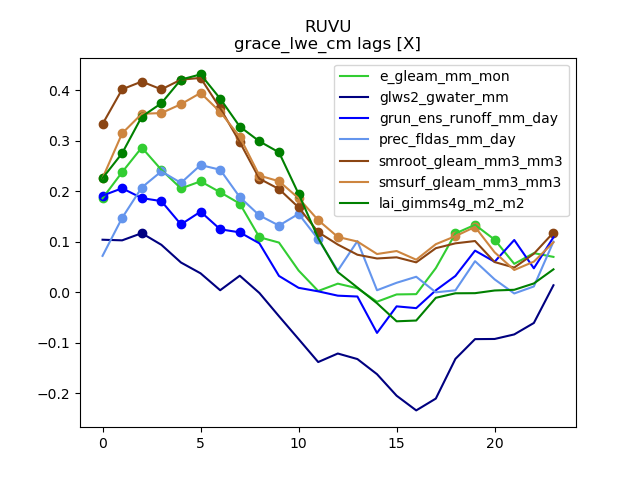 RUVU
grace_lwe_cm lags [X]
e_gleam_mm_mon
glws2_gwater_mm
grun_ens_runoff_mm_day
prec_fldas_mm_day
smroot_gleam_mm3_mm3
smsurf_gleam_mm3_mm3
lai_gimms4g_m2_m2
0.4
0.3
0.2
0.1
0.0
−0.1
−0.2
0 5 10 15 20